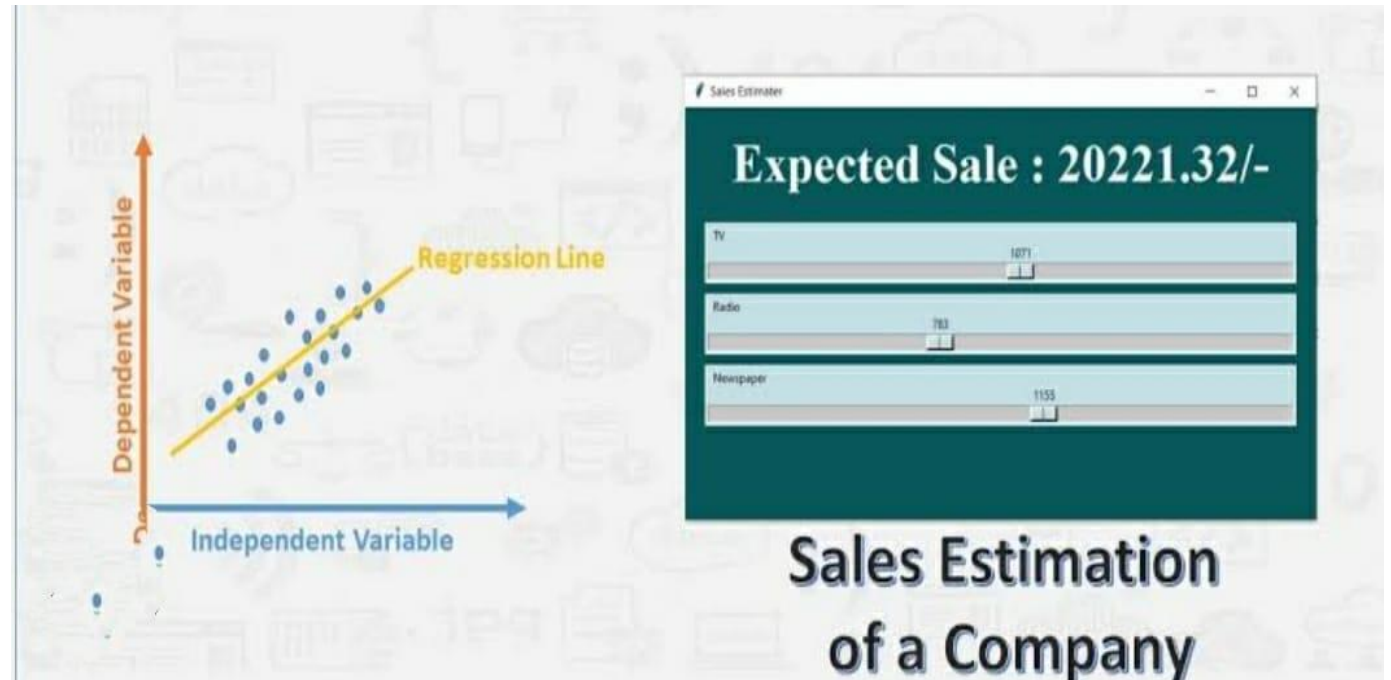 Dependent Variable
Regression Line
Independent Variable
Sales Estimater
Expected Sale : 20221.32/-
TV
1071
Radio
783
Newspaper
1155
Sales Estimation
of a Company